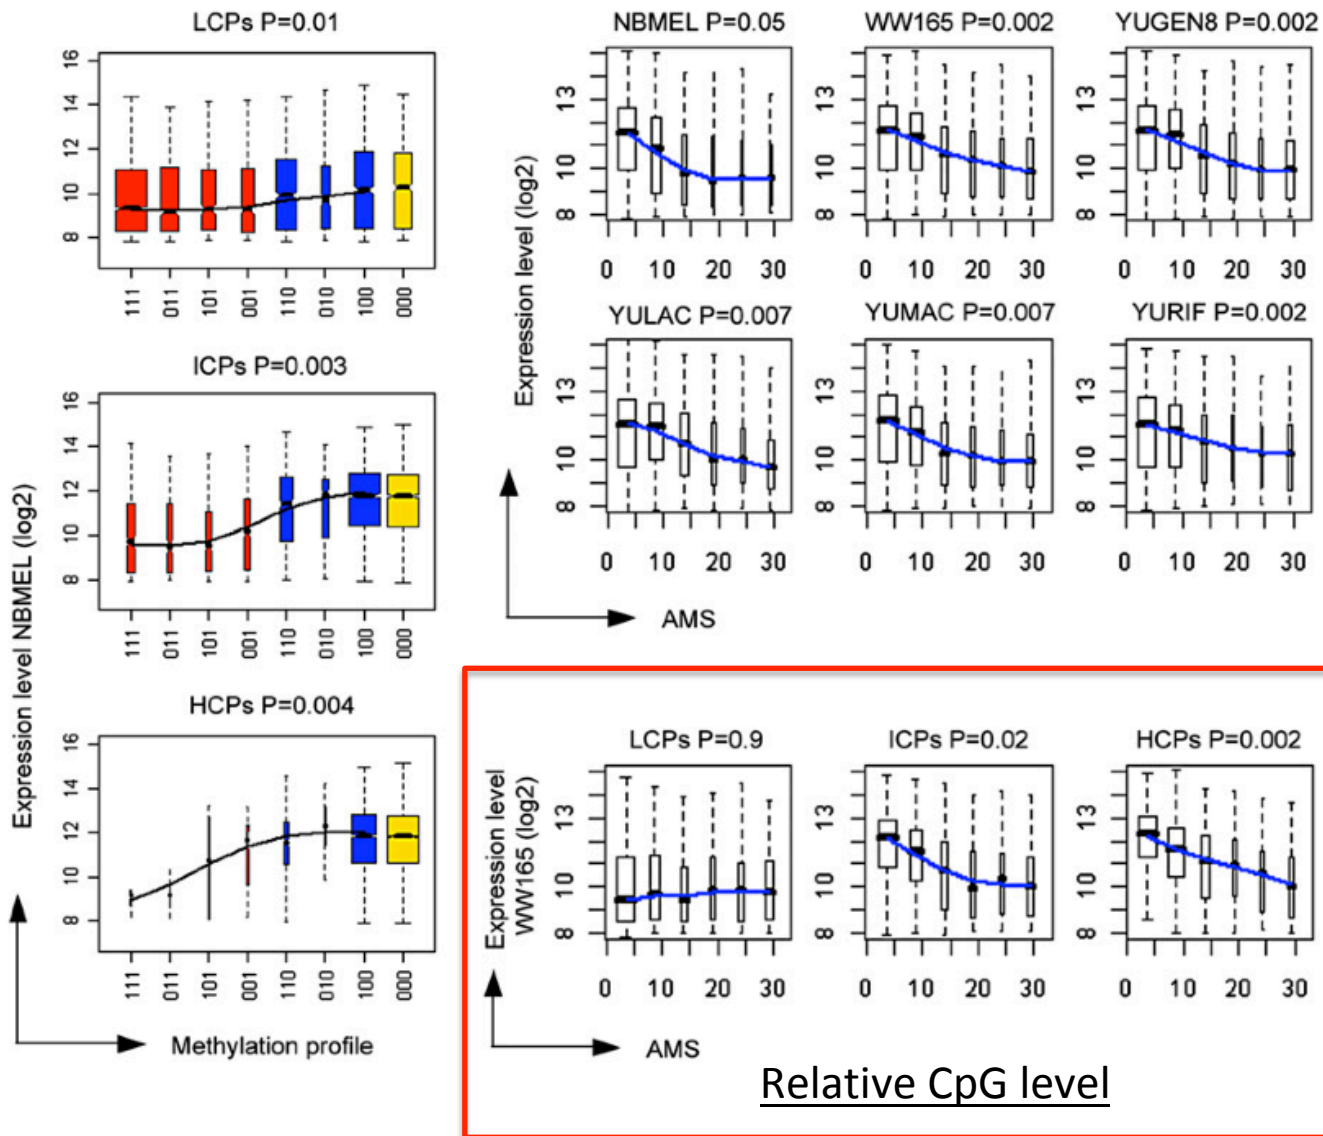 LCPs P=0.01
16
14
12
10
8
111
011
101
001
110
010
100
000
ICPs P=0.003
16
14
12
10
8
111
011
101
001
110
010
100
000
HCPs P=0.004
16
14
12
10
8
111
011
101
001
110
010
100
000
Expression level NBMEL (log2)
Methylation profile
NBMEL P=0.05
WW165 P=0.002
YUGEN8 P=0.002
13
10
8
13
10
8
13
10
8
0 10 20 30
0 10 20 30
0 10 20 30
YULAC P=0.007
YUMAC P=0.007
YURIF P=0.002
13
10
8
13
10
8
13
10
8
0 10 20 30
0 10 20 30
0 10 20 30
Expression level (log2)
AMS
LCPs P=0.9
ICPs P=0.02
HCPs P=0.002
Expression level
WW165 (log2)
13
10
8
13
10
8
13
10
8
0 10 20 30
0 10 20 30
0 10 20 30
AMS
Relative CpG level